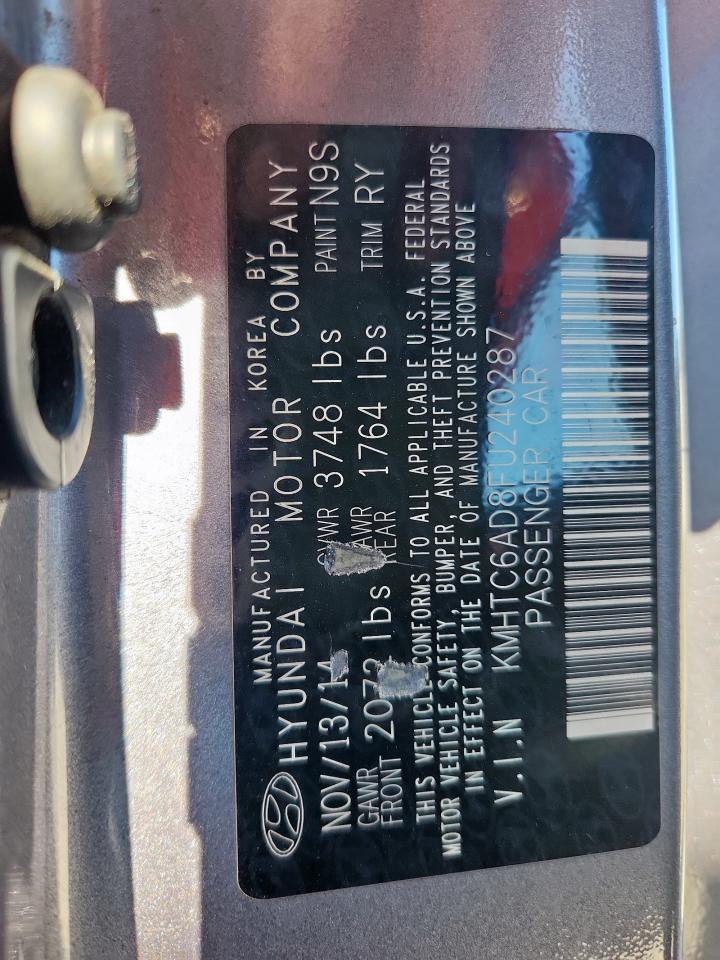 MANUFACTURED IN KOREA BY
HYUNDAI MOTOR COMPANY
NOV/13/14 GVWR 3748 lbs PAINT N9S
GAWR FRONT 2073 lbs GAWR REAR 1764 lbs TRIM RY
THIS VEHICLE CONFORMS TO ALL APPLICABLE U.S.A. FEDERAL
MOTOR VEHICLE SAFETY, BUMPER, AND THEFT PREVENTION STANDARDS
IN EFFECT ON THE DATE OF MANUFACTURE SHOWN ABOVE
V.I.N KMHTC6AD8FU240287
PASSENGER CAR